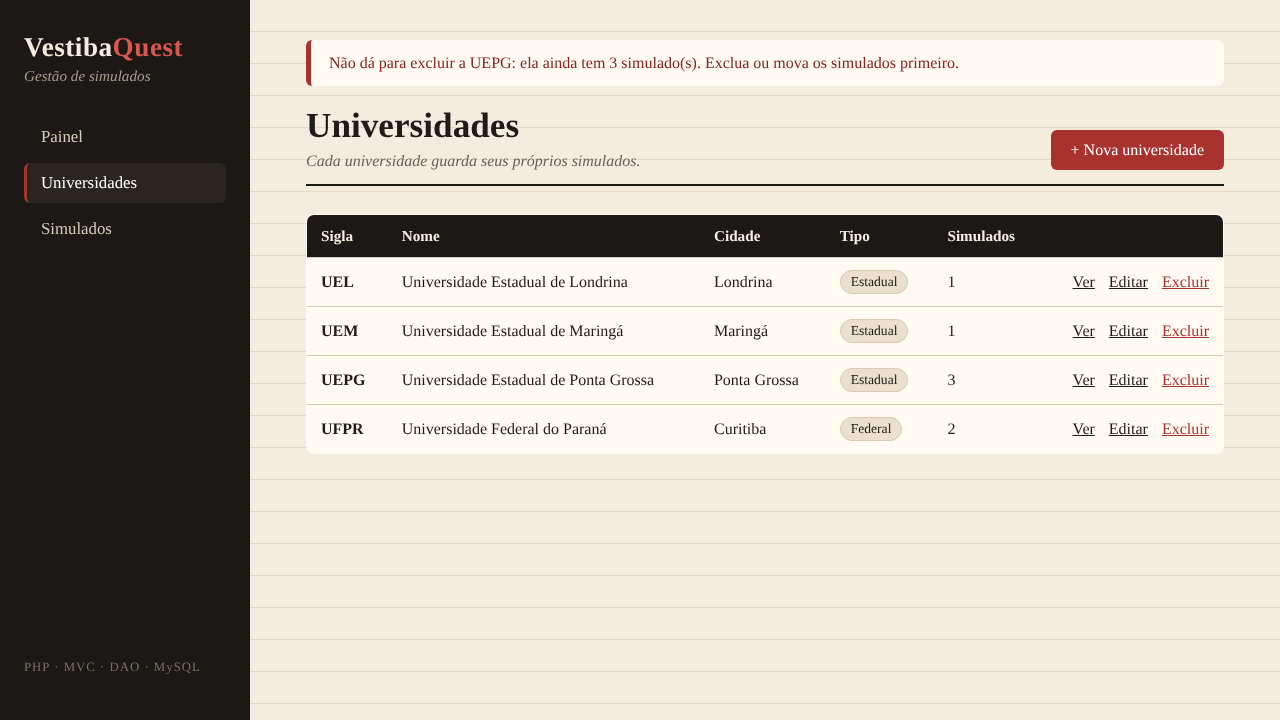 VestibaQuest
Gestão de simulados
Painel
Universidades
Simulados
PHP · MVC · DAO · MySQL
Não dá para excluir a UEPG: ela ainda tem 3 simulado(s). Exclua ou mova os simulados primeiro.
Universidades
Cada universidade guarda seus próprios simulados.
+ Nova universidade
Sigla Nome Cidade Tipo Simulados
UEL Universidade Estadual de Londrina Londrina Estadual 1 Ver Editar Excluir
UEM Universidade Estadual de Maringá Maringá Estadual 1 Ver Editar Excluir
UEPG Universidade Estadual de Ponta Grossa Ponta Grossa Estadual 3 Ver Editar Excluir
UFPR Universidade Federal do Paraná Curitiba Federal 2 Ver Editar Excluir